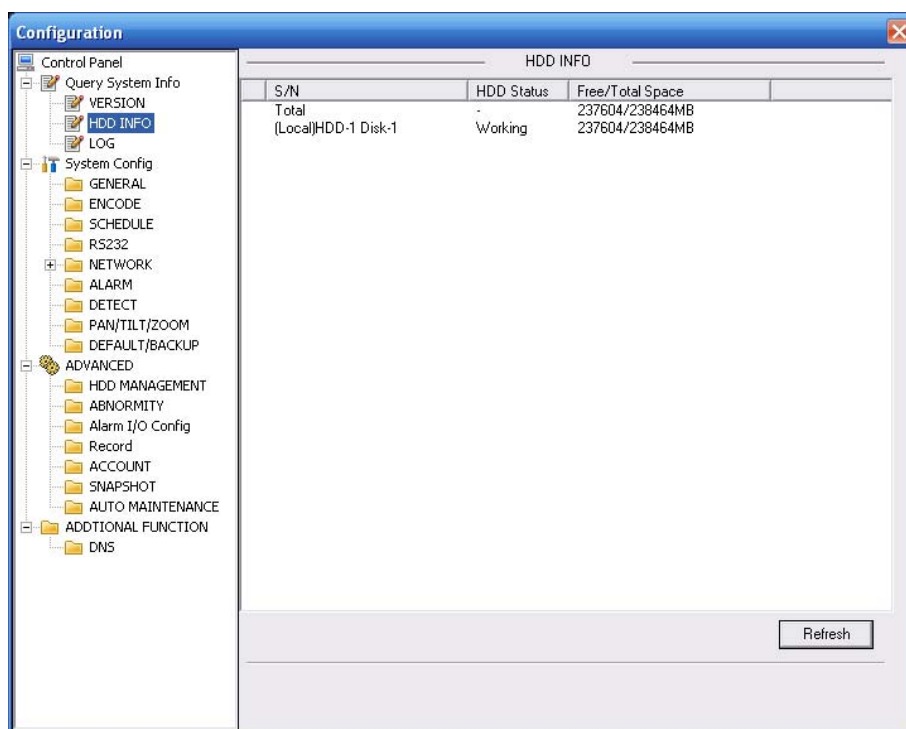 Configuration
Control Panel
Query System Info
VERSION
HDD INFO
LOG
System Config
GENERAL
ENCODE
SCHEDULE
RS232
NETWORK
ALARM
DETECT
PAN/TILT/ZOOM
DEFAULT/BACKUP
ADVANCED
HDD MANAGEMENT
ABNORMITY
Alarm I/O Config
Record
ACCOUNT
SNAPSHOT
AUTO MAINTENANCE
ADDTIONAL FUNCTION
DNS
HDD INFO
S/N HDD Status Free/Total Space
Total - 237604/238464MB
(Local)HDD-1 Disk-1 Working 237604/238464MB
Refresh